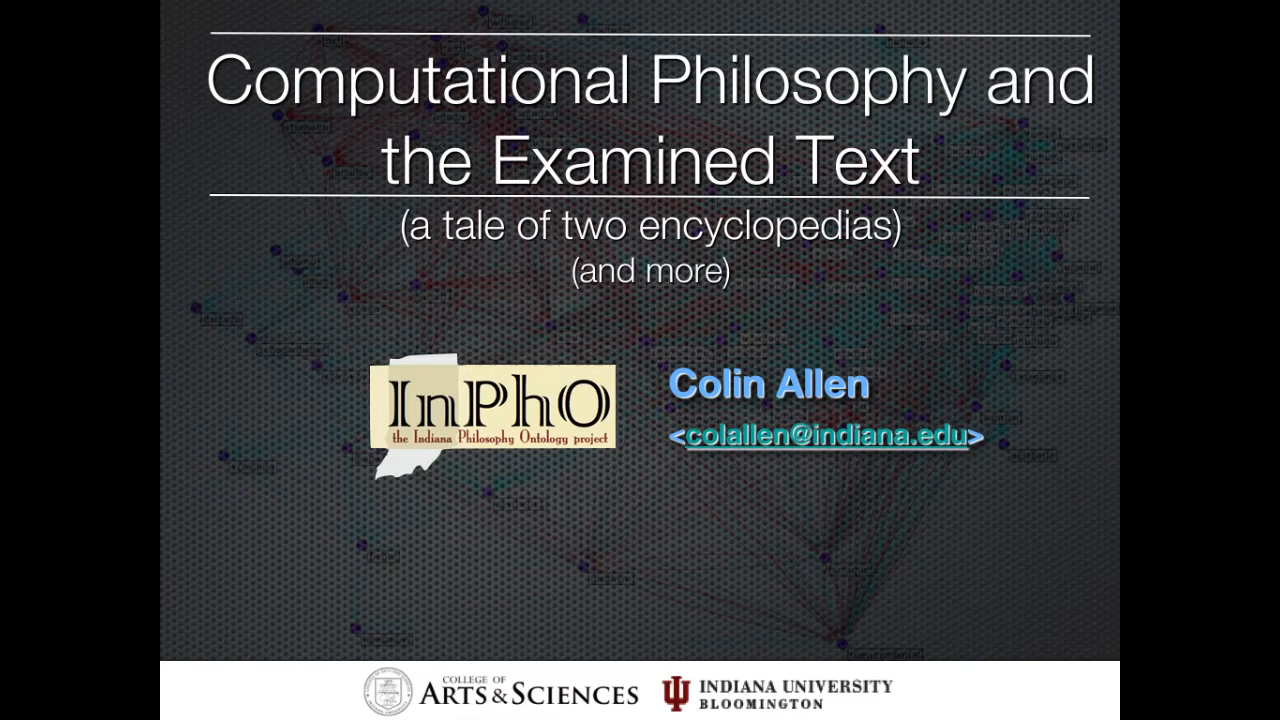 Computational Philosophy and
the Examined Text
(a tale of two encyclopedias)
(and more)
InPhO
the Indiana Philosophy Ontology project
Colin Allen
<colallen@indiana.edu>
COLLEGE OF
ARTS & SCIENCES
INDIANA UNIVERSITY
BLOOMINGTON